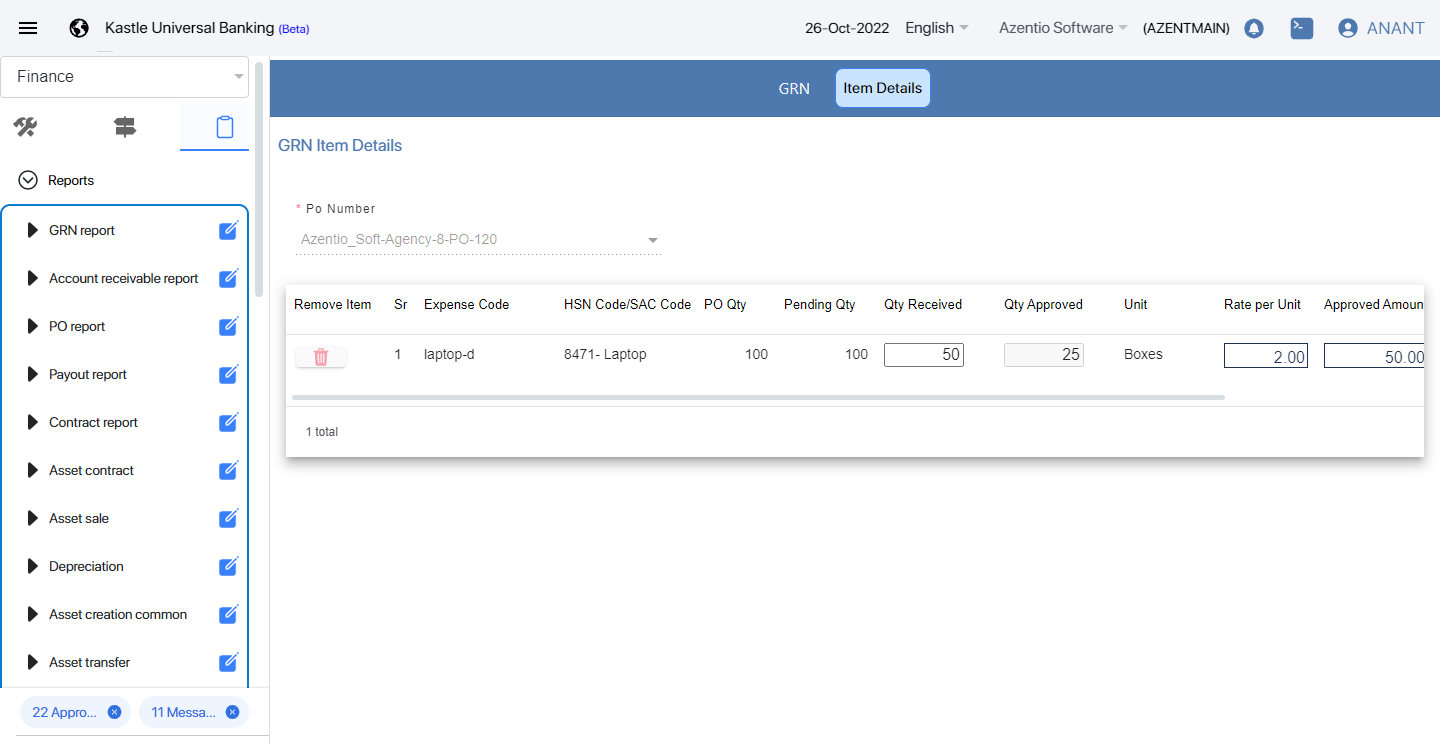 Kastle Universal Banking (Beta)
26-Oct-2022 English Azentio Software (AZENTMAIN) ANANT
Finance
Reports
GRN report
Account receivable report
PO report
Payout report
Contract report
Asset contract
Asset sale
Depreciation
Asset creation common
Asset transfer
22 Appro... 11 Messa...
GRN Item Details
GRN Item Details
* Po Number
Azentio_Soft-Agency-8-PO-120
Remove Item Sr Expense Code HSN Code/SAC Code PO Qty Pending Qty Qty Received Qty Approved Unit Rate per Unit Approved Amoun
1 laptop-d 8471- Laptop 100 100 50 25 Boxes 2.00 50.00
1 total